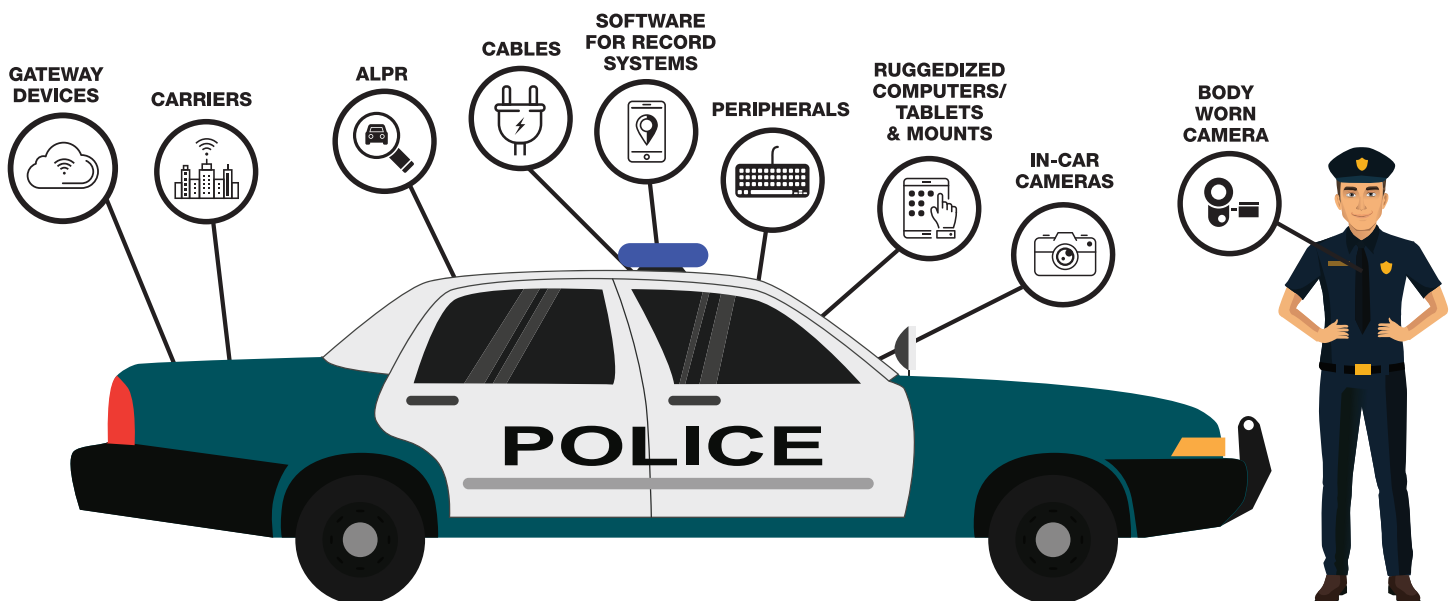 GATEWAY
DEVICES
CARRIERS
ALPR
CABLES
SOFTWARE
FOR RECORD
SYSTEMS
PERIPHERALS
RUGGEDIZED
COMPUTERS/
TABLETS
& MOUNTS
IN-CAR
CAMERAS
BODY
WORN
CAMERA
POLICE